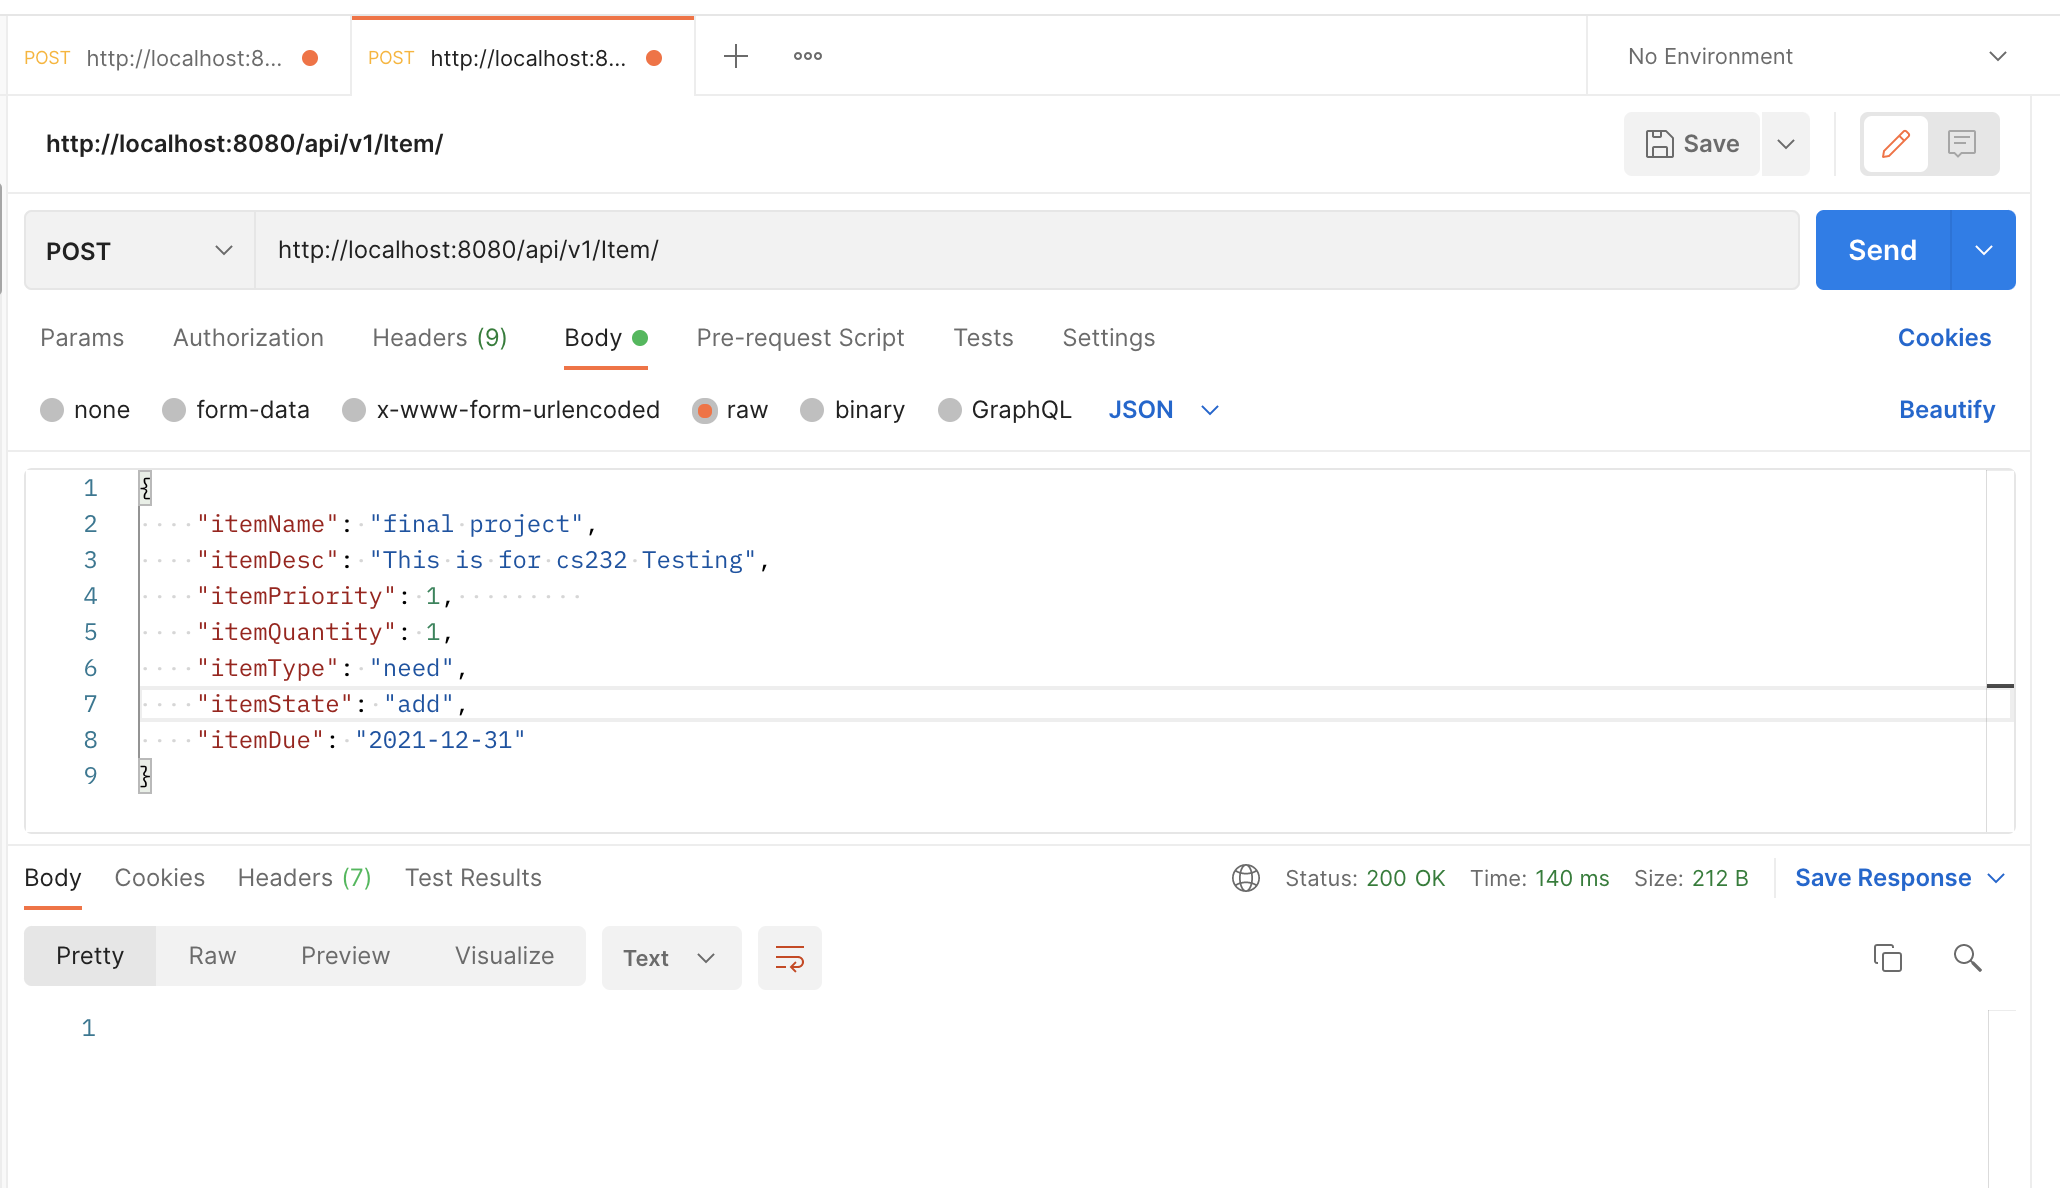 POST http://localhost:8... POST http://localhost:8... No Environment
http://localhost:8080/api/v1/Item/ Save
POST http://localhost:8080/api/v1/Item/ Send
Params Authorization Headers (9) Body Pre-request Script Tests Settings Cookies
none form-data x-www-form-urlencoded raw binary GraphQL JSON Beautify
1 {
2 "itemName": "final project",
3 "itemDesc": "This is for cs232 Testing",
4 "itemPriority": 1,
5 "itemQuantity": 1,
6 "itemType": "need",
7 "itemState": "add",
8 "itemDue": "2021-12-31"
9 }
Body Cookies Headers (7) Test Results Status: 200 OK Time: 140 ms Size: 212 B Save Response
Pretty Raw Preview Visualize Text
1